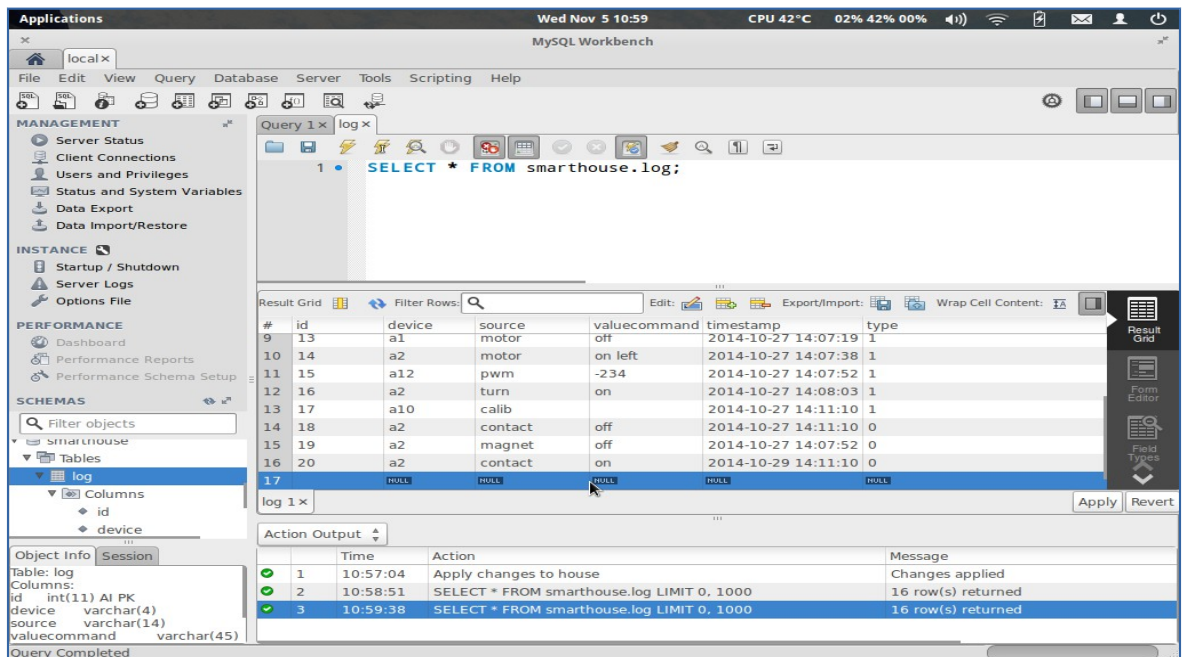 Applications Wed Nov 5 10:59 CPU 42°C 02% 42% 00%
MySQL Workbench
local
File Edit View Query Database Server Tools Scripting Help
MANAGEMENT
Server Status
Client Connections
Users and Privileges
Status and System Variables
Data Export
Data Import/Restore
INSTANCE
Startup / Shutdown
Server Logs
Options File
PERFORMANCE
Dashboard
Performance Reports
Performance Schema Setup
SCHEMAS
Filter objects
smarthouse
Tables
log
Columns
id
device
Object Info Session
Table: log
Columns:
id int(11) AI PK
device varchar(4)
source varchar(14)
valuecommand varchar(45)
Query Completed
Query 1 log
1 SELECT * FROM smarthouse.log;
Result Grid Filter Rows: Edit: Export/Import: Wrap Cell Content:
# id device source valuecommand timestamp type
9 13 a1 motor off 2014-10-27 14:07:19 1
10 14 a2 motor on left 2014-10-27 14:07:38 1
11 15 a12 pwm -234 2014-10-27 14:07:52 1
12 16 a2 turn on 2014-10-27 14:08:03 1
13 17 a10 calib 2014-10-27 14:11:10 1
14 18 a2 contact off 2014-10-27 14:11:10 0
15 19 a2 magnet off 2014-10-27 14:07:52 0
16 20 a2 contact on 2014-10-29 14:11:10 0
17 NULL NULL NULL NULL NULL
Result
Grid
Form
Editor
Field
Types
log 1 Apply Revert
Action Output
Time Action Message
1 10:57:04 Apply changes to house Changes applied
2 10:58:51 SELECT * FROM smarthouse.log LIMIT 0, 1000 16 row(s) returned
3 10:59:38 SELECT * FROM smarthouse.log LIMIT 0, 1000 16 row(s) returned